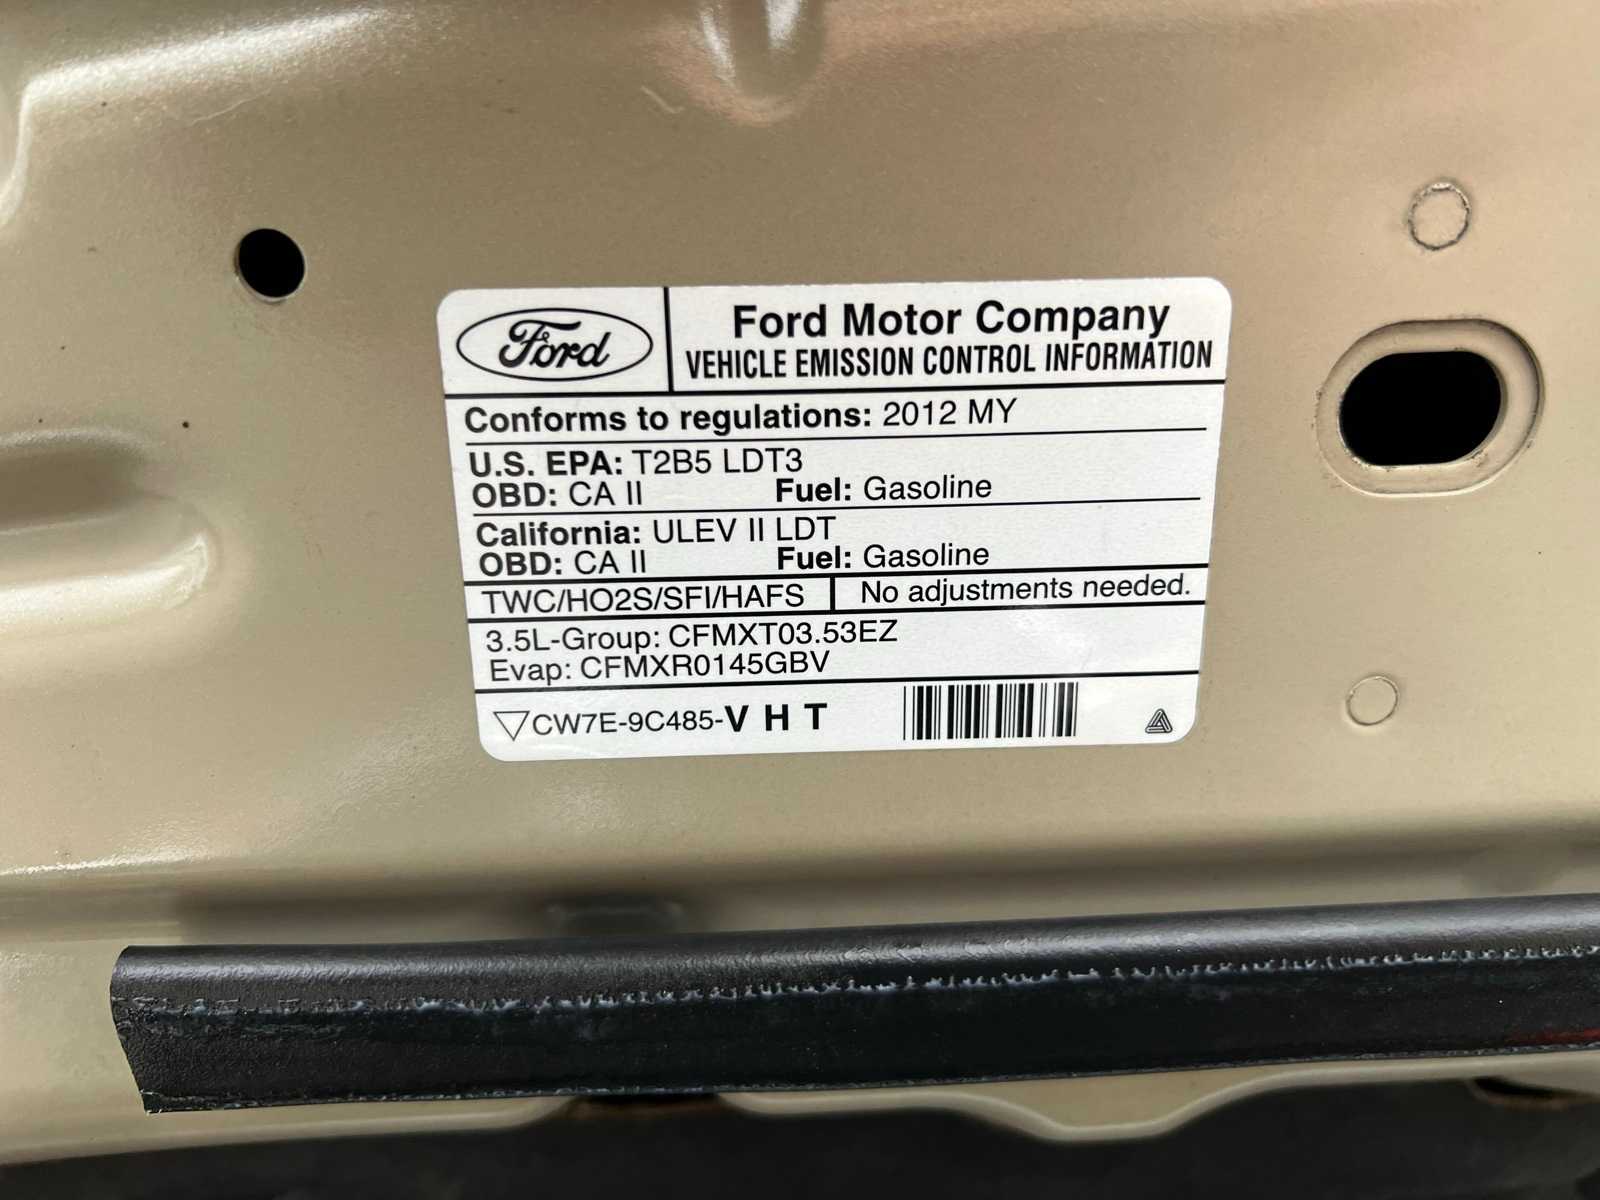 Ford
Ford Motor Company
VEHICLE EMISSION CONTROL INFORMATION
Conforms to regulations: 2012 MY
U.S. EPA: T2B5 LDT3
OBD: CA II Fuel: Gasoline
California: ULEV II LDT
OBD: CA II Fuel: Gasoline
TWC/HO2S/SFI/HAFS No adjustments needed.
3.5L-Group: CFMXT03.53EZ
Evap: CFMXR0145GBV
CW7E-9C485-V H T